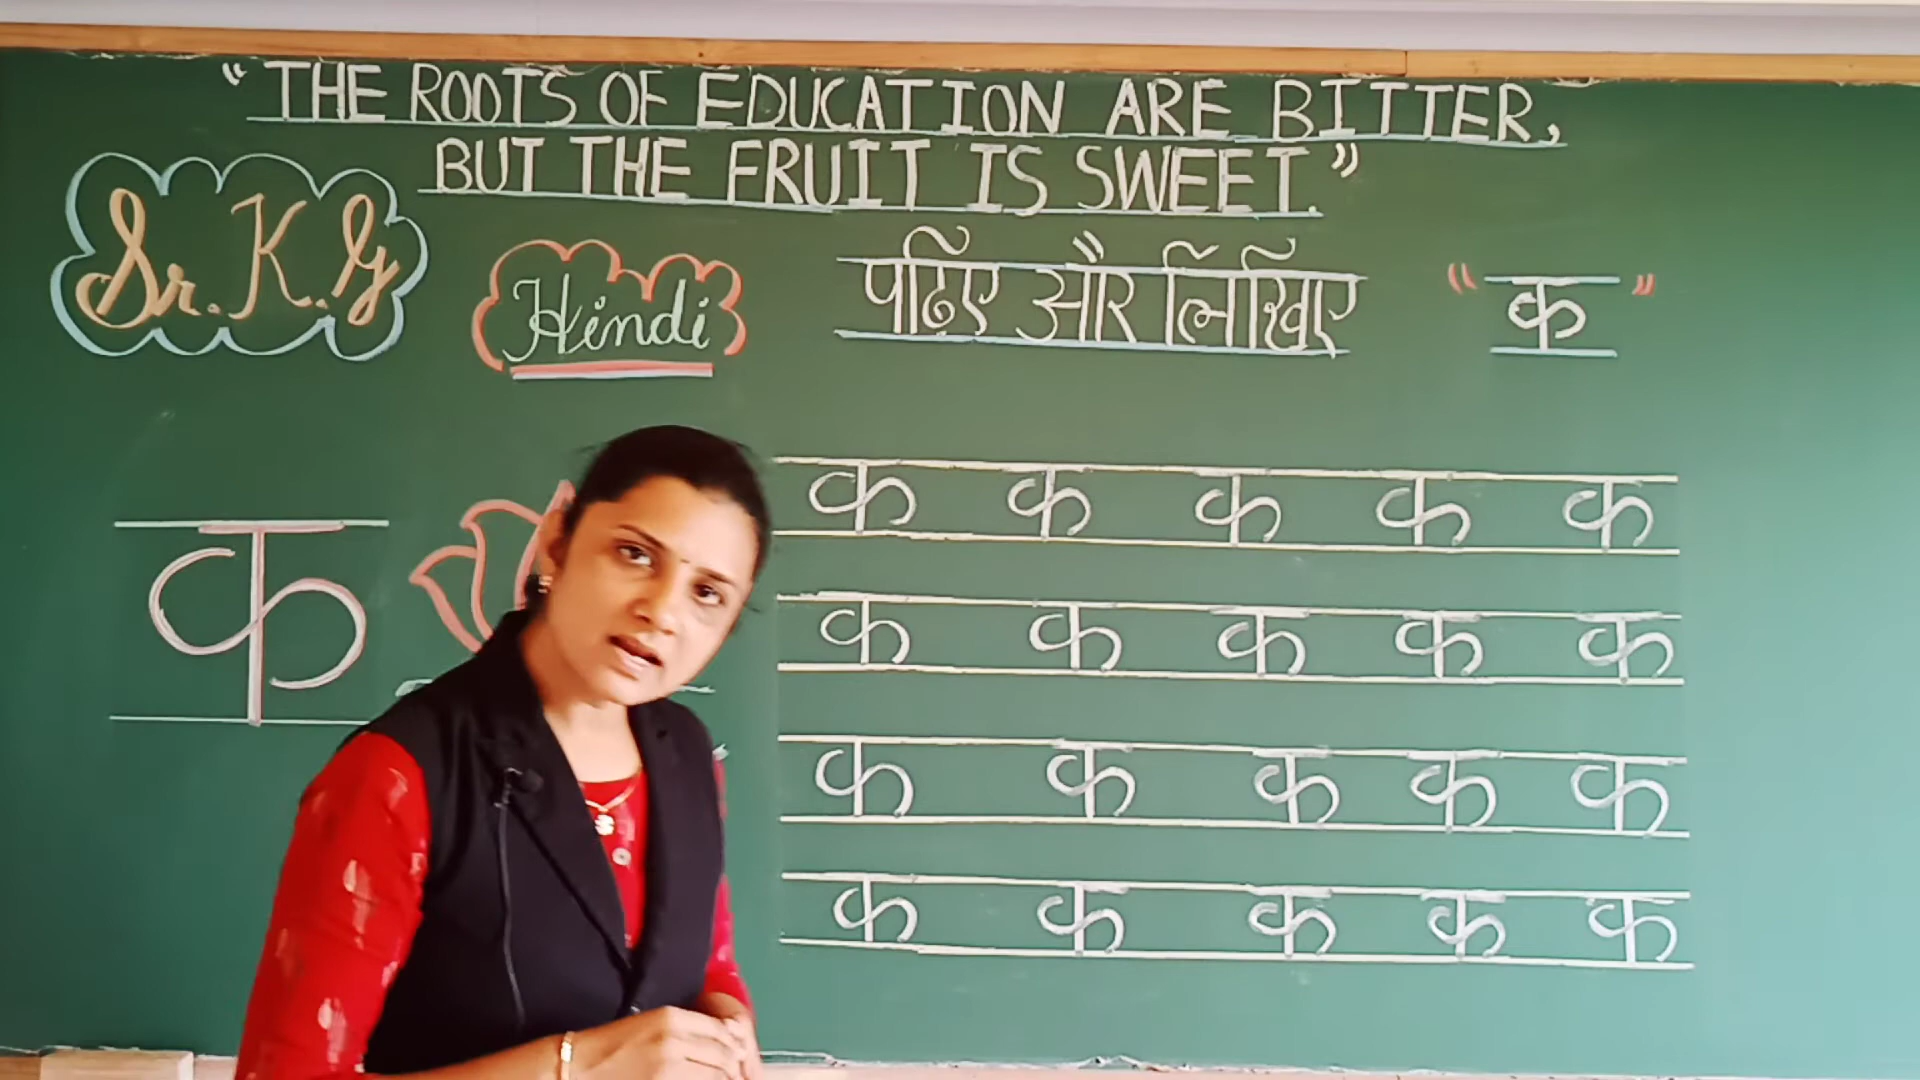 “THE ROOTS OF EDUCATION ARE BITTER,
BUT THE FRUIT IS SWEET.”
Sr. K.G
Hindi
पढिए और लिखिए “क”
क
क क क क क
क क क क क
क क क क क
क क क क क